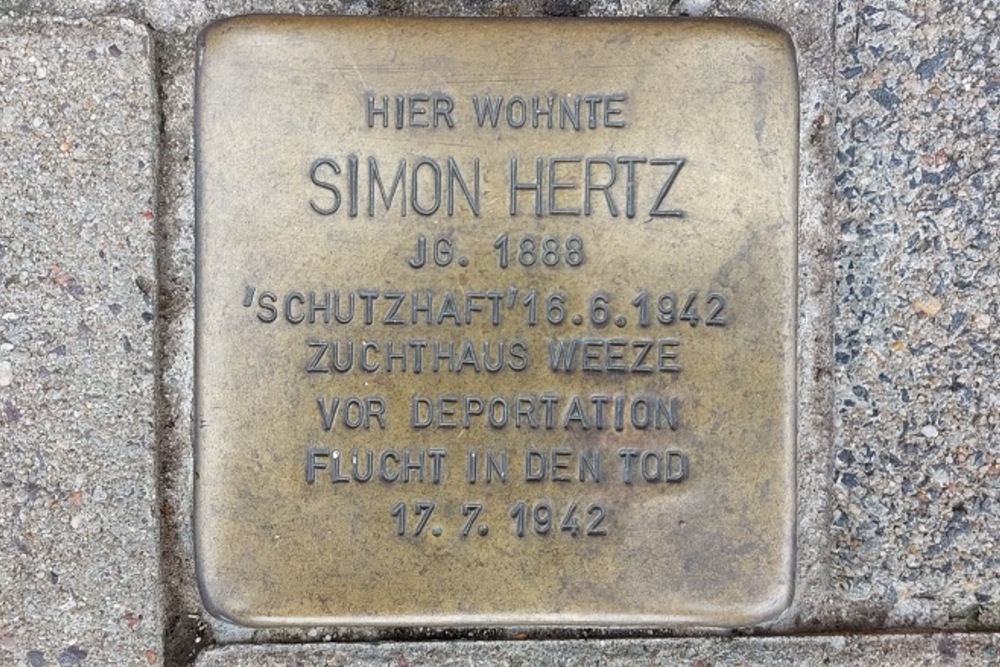 HIER WOHNTE
SIMON HERTZ
JG. 1888
'SCHUTZHAFT' 16.6.1942
ZUCHTHAUS WEEZE
VOR DEPORTATION
FLUCHT IN DEN TOD
17.7.1942